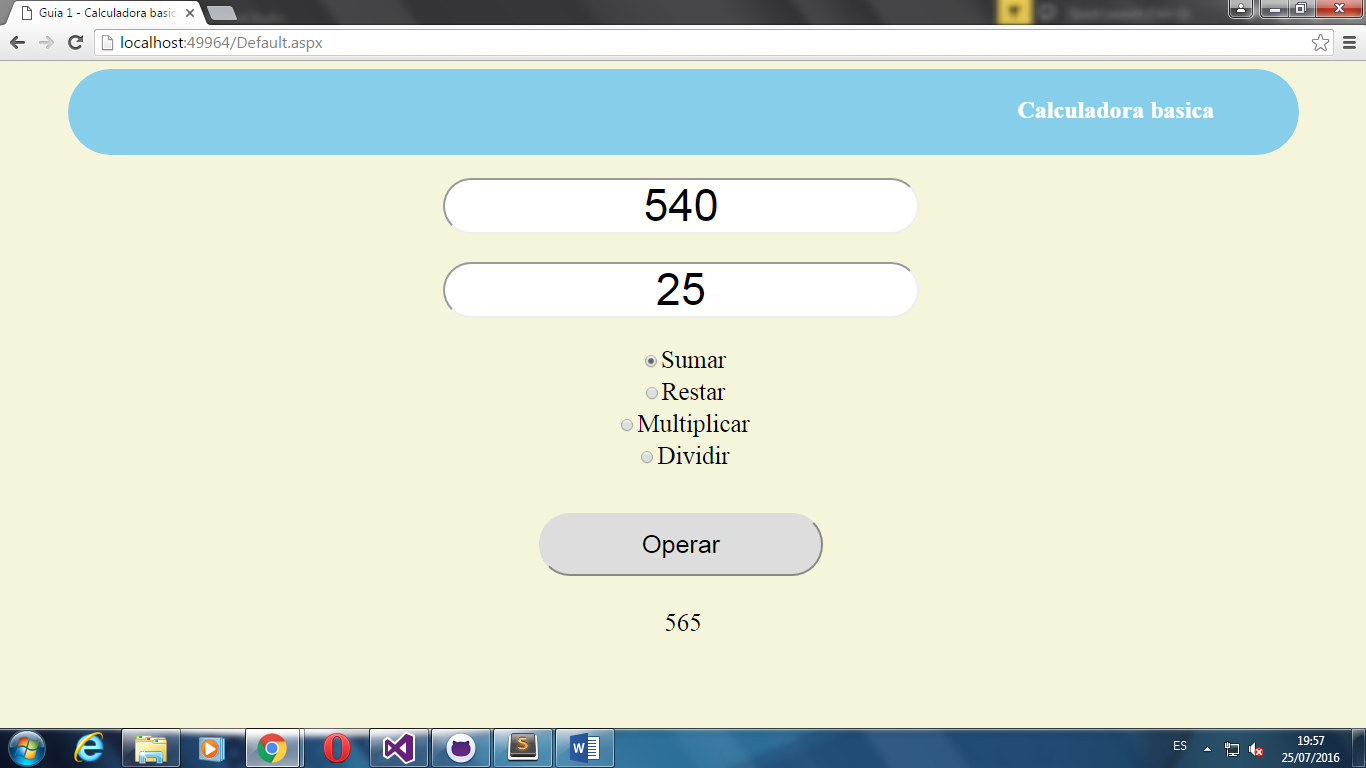 Guia 1 - Calculadora basic
localhost:49964/Default.aspx
Calculadora basica
540
25
Sumar
Restar
Multiplicar
Dividir
Operar
565
ES
19:57
25/07/2016